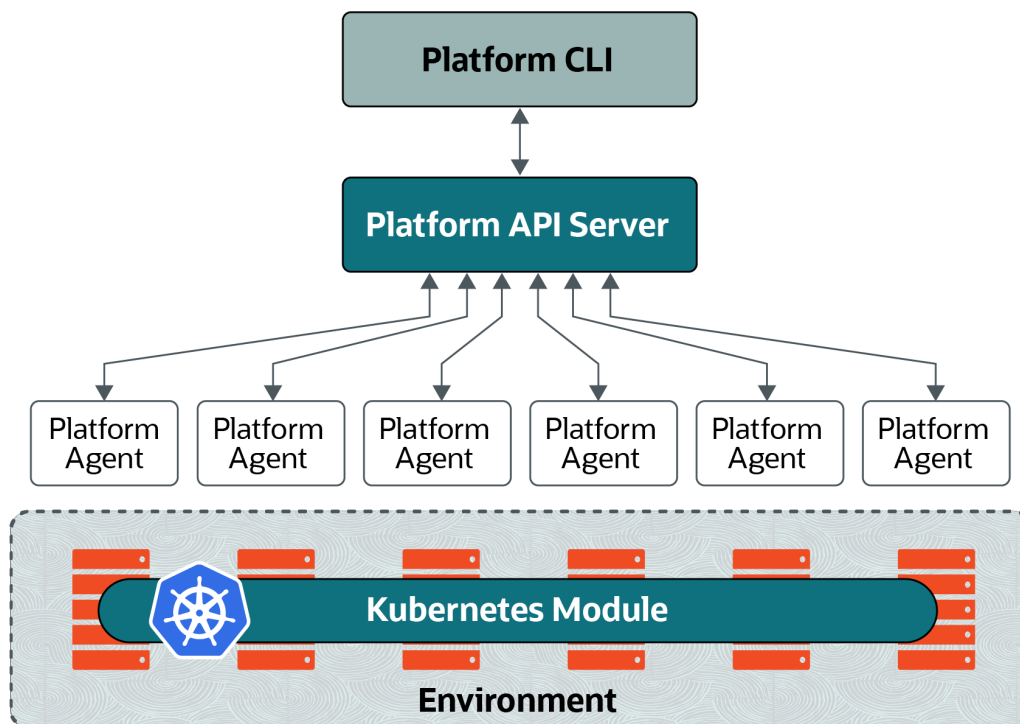 Platform CLI
Platform API Server
Platform
Agent
Platform
Agent
Platform
Agent
Platform
Agent
Platform
Agent
Platform
Agent
Kubernetes Module
Environment